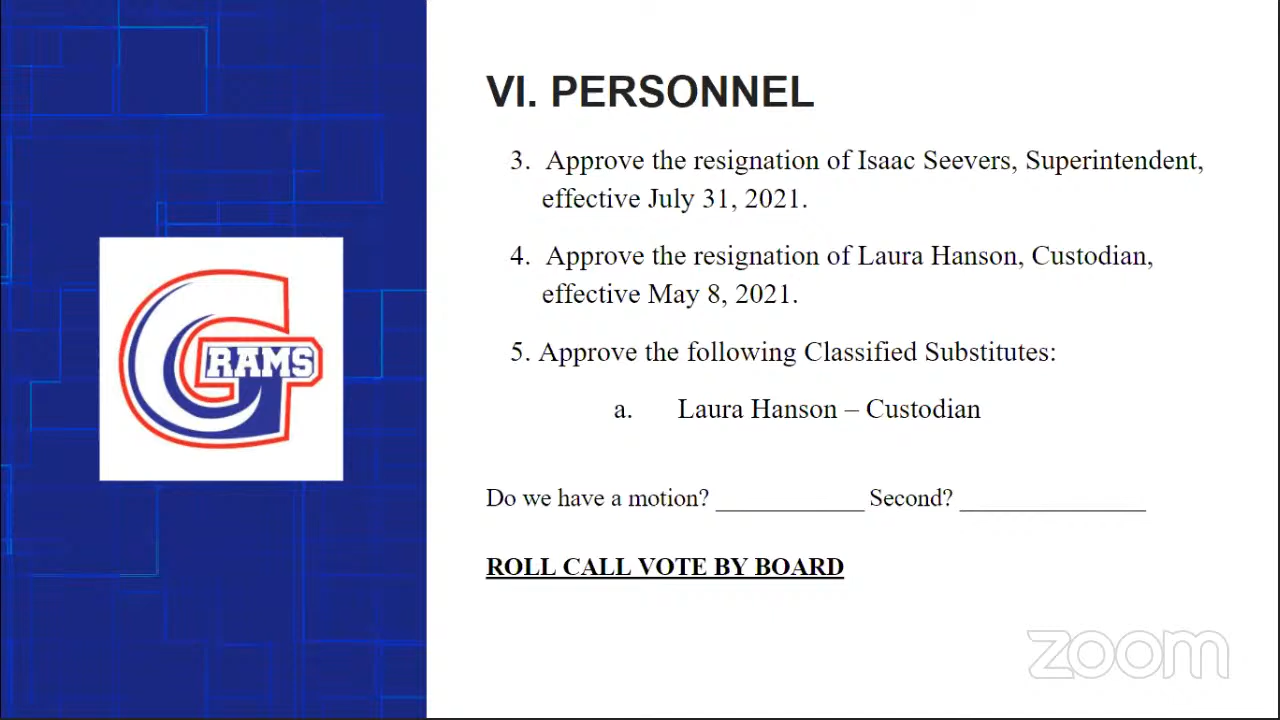 VI. PERSONNEL
3. Approve the resignation of Isaac Seevers, Superintendent,
effective July 31, 2021.
4. Approve the resignation of Laura Hanson, Custodian,
effective May 8, 2021.
5. Approve the following Classified Substitutes:
a. Laura Hanson – Custodian
Do we have a motion? ____________ Second? _______________
ROLL CALL VOTE BY BOARD
G RAMS
zoom